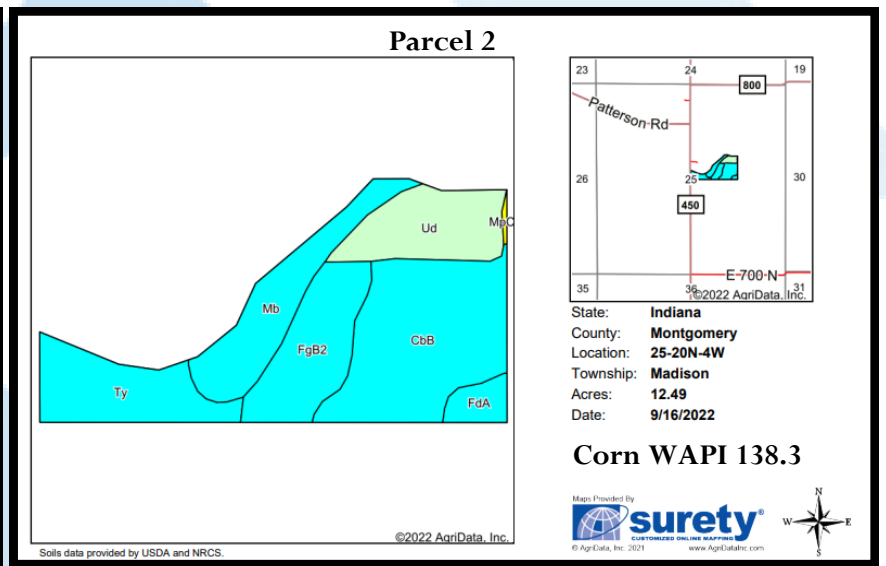 Parcel 2
Ud
MpC
Mb
CbB
FgB2
Ty
FdA
©2022 AgriData, Inc.
Soils data provided by USDA and NRCS.
23
24
19
800
Patterson-Rd
26
25
30
450
E-700-N
35
36
31
©2022 AgriData, Inc.
State: Indiana
County: Montgomery
Location: 25-20N-4W
Township: Madison
Acres: 12.49
Date: 9/16/2022
Corn WAPI 138.3
Maps Provided By
surety®
CUSTOMIZED ONLINE MAPPING
© AgriData, Inc. 2021
www.AgriDataInc.com
N
W
E
S